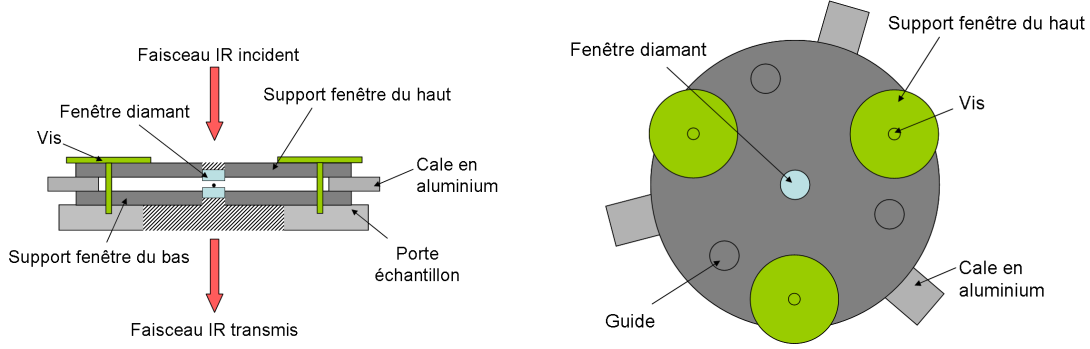 Faisceau IR incident
Fenêtre diamant
Support fenêtre du haut
Vis
Cale en
aluminium
Support fenêtre du bas
Porte
échantillon
Faisceau IR transmis
Support fenêtre du haut
Fenêtre diamant
Vis
Cale en
aluminium
Guide